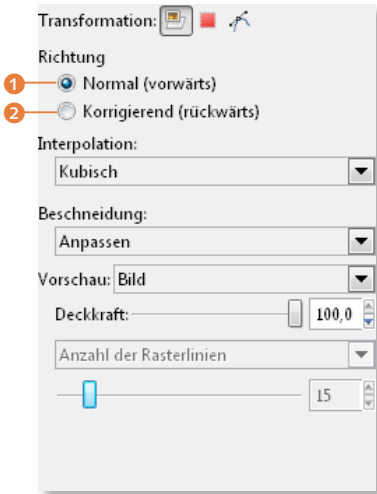 Transformation:
Richtung
1 Normal (vorwärts)
2 Korrigierend (rückwärts)
Interpolation:
Kubisch
Beschneidung:
Anpassen
Vorschau: Bild
Deckkraft: 100,0
Anzahl der Rasterlinien
15